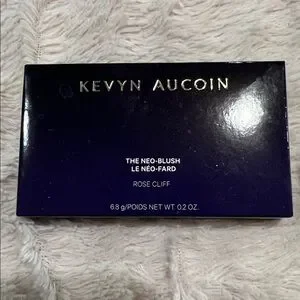 KEVYN AUCOIN
THE NEO-BLUSH
LE NÉO-FARD
ROSE CLIFF
6.8 g/POIDS NET WT 0.2 OZ.